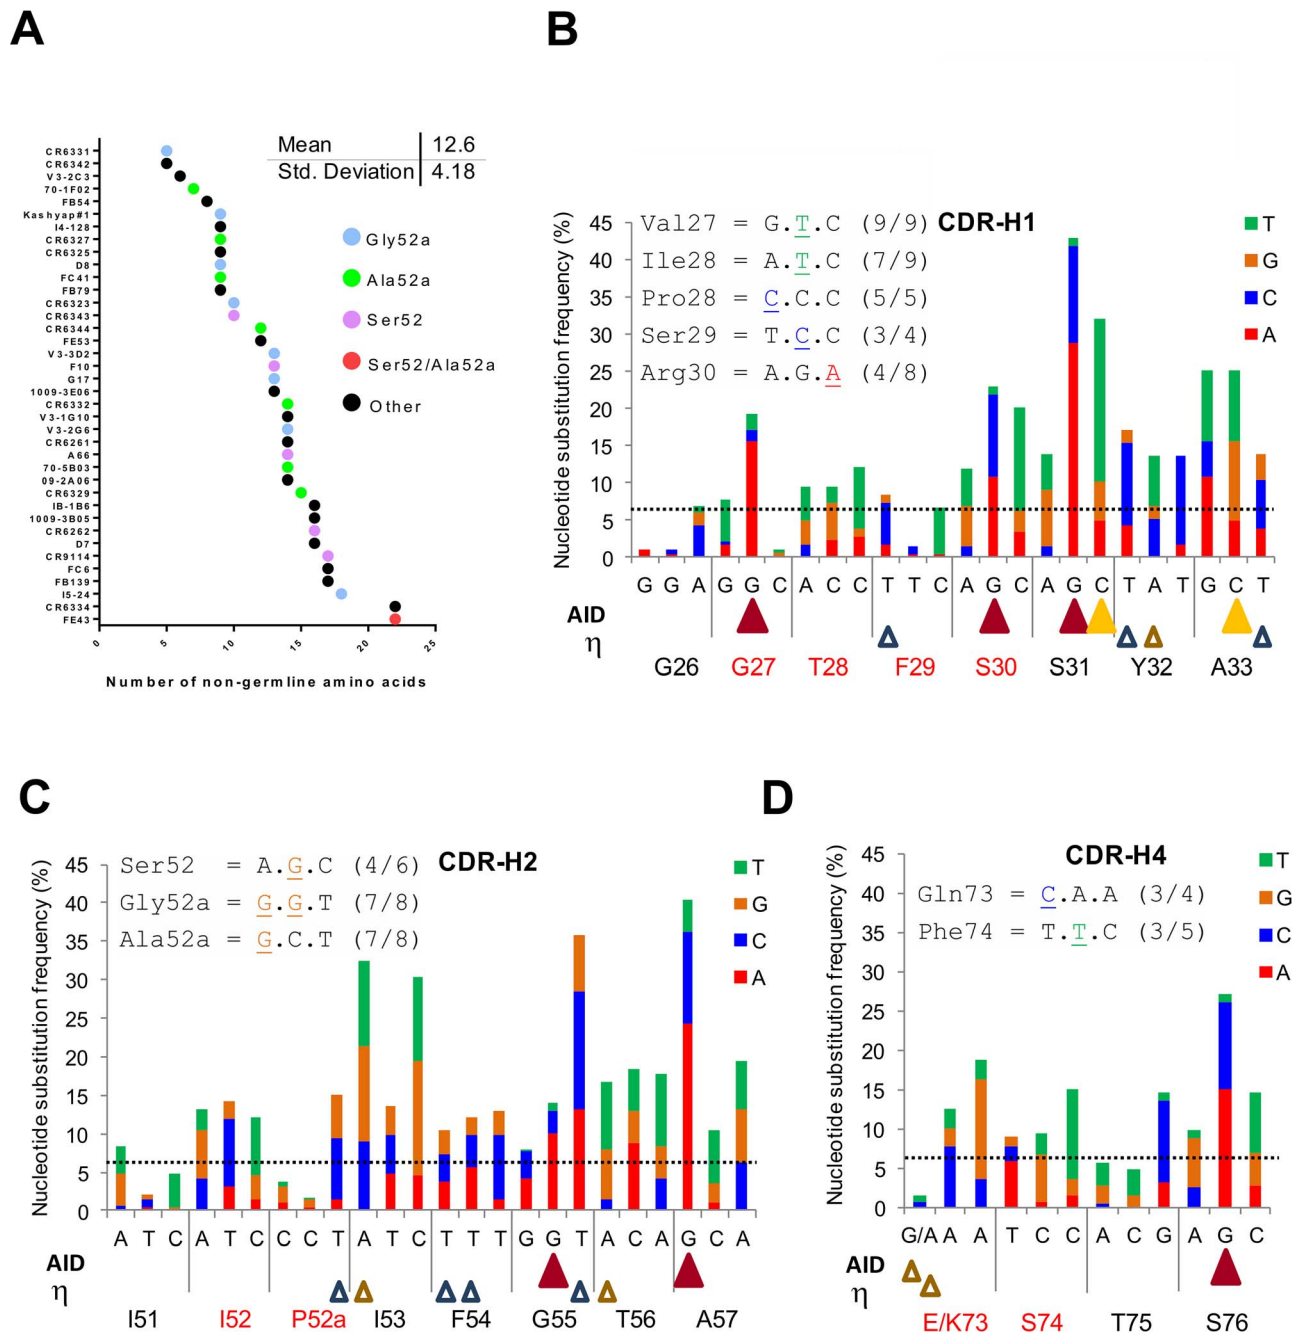 A
Mean 12.6
Std. Deviation 4.18
CR6331
CR6342
V3-2C3
70-1F02
FB54
Kashyap#1
I4-128
CR6327
CR6325
D8
FC41
FB79
CR6323
CR6343
CR6344
FE53
V3-3D2
F10
G17
1009-3E06
CR6332
V3-1G10
V3-2G6
CR6261
A66
70-5B03
09-2A06
CR6329
IB-1B6
1009-3B05
CR6262
D7
CR9114
FC6
FB139
I5-24
CR6334
FE43
Gly52a
Ala52a
Ser52
Ser52/Ala52a
Other
0 5 10 15 20 25
Number of non-germline amino acids
B
CDR-H1
Nucleotide substitution frequency (%)
45
40
35
30
25
20
15
10
5
0
Val27 = G.T.C (9/9)
Ile28 = A.T.C (7/9)
Pro28 = C.C.C (5/5)
Ser29 = T.C.C (3/4)
Arg30 = A.G.A (4/8)
T
G
C
A
G G A G G C A C C T T C A G C A G C T A T G C T
AID
η
G26 G27 T28 F29 S30 S31 Y32 A33
C
CDR-H2
Nucleotide substitution frequency (%)
45
40
35
30
25
20
15
10
5
0
Ser52 = A.G.C (4/6)
Gly52a = G.G.T (7/8)
Ala52a = G.C.T (7/8)
T
G
C
A
A T C A T C C C T A T C T T T G G T A C A G C A
AID
η
I51 I52 P52a I53 F54 G55 T56 A57
D
CDR-H4
Nucleotide substitution frequency (%)
45
40
35
30
25
20
15
10
5
0
Gln73 = C.A.A (3/4)
Phe74 = T.T.C (3/5)
T
G
C
A
G/A A A T C C A C G A G C
AID
η
E/K73 S74 T75 S76